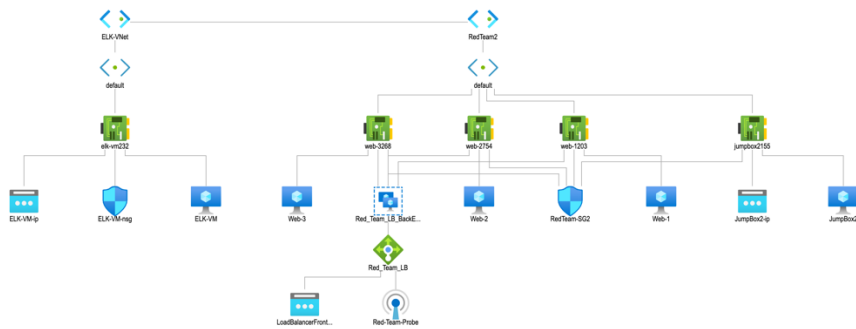 ELK-VNet
RedTeam2
default
default
elk-vm232
web-3268
web-2754
web-1203
jumpbox2155
ELK-VM-ip
ELK-VM-nsg
ELK-VM
Web-3
Red_Team_LB_BackE...
Web-2
RedTeam-SG2
Web-1
JumpBox2-ip
JumpBox2
Red_Team_LB
LoadBalancerFront...
Red-Team-Probe